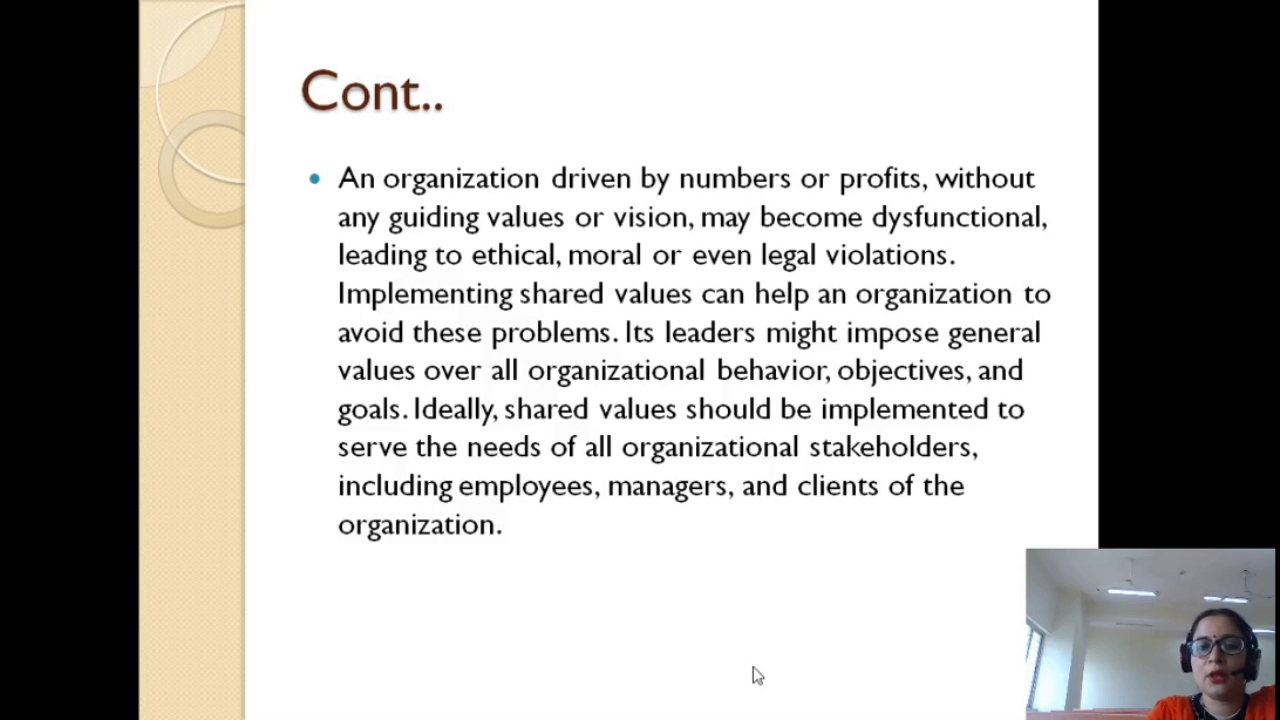 Cont..
• An organization driven by numbers or profits, without
any guiding values or vision, may become dysfunctional,
leading to ethical, moral or even legal violations.
Implementing shared values can help an organization to
avoid these problems. Its leaders might impose general
values over all organizational behavior, objectives, and
goals. Ideally, shared values should be implemented to
serve the needs of all organizational stakeholders,
including employees, managers, and clients of the
organization.